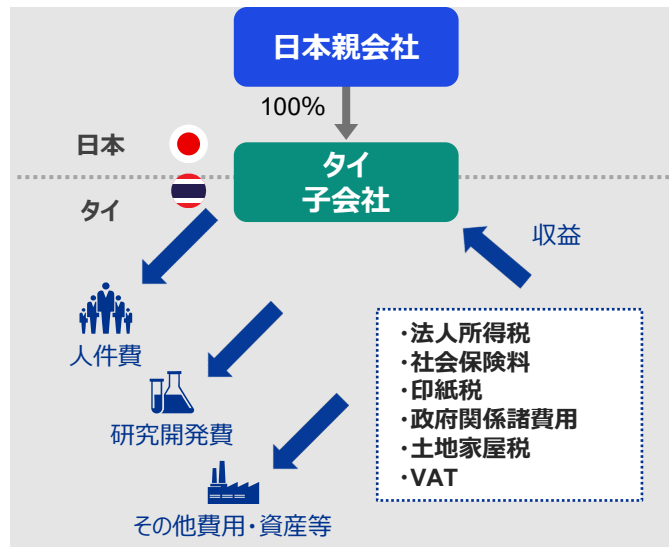 日本親会社
100%
日本
タイ
子会社
タイ
収益
・法人所得税
・社会保険料
・印紙税
・政府関係諸費用
・土地家屋税
・VAT
人件費
研究開発費
その他費用・資産等